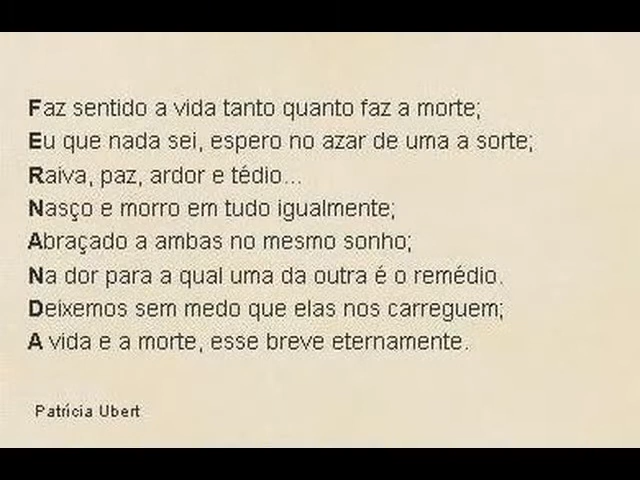 Faz sentido a vida tanto quanto faz a morte;
Eu que nada sei, espero no azar de uma a sorte;
Raiva, paz, ardor e tédio...
Nasço e morro em tudo igualmente;
Abraçado a ambas no mesmo sonho;
Na dor para a qual uma da outra é o remédio.
Deixemos sem medo que elas nos carreguem;
A vida e a morte, esse breve eternamente.
Patrícia Ubert